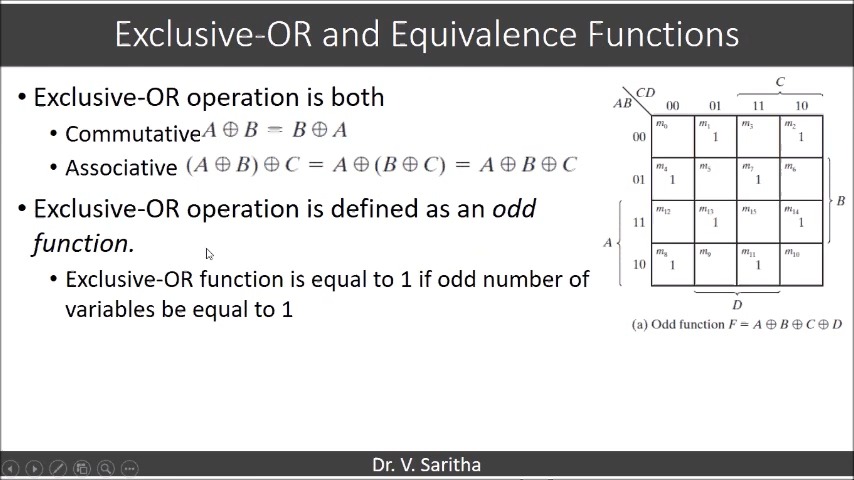 Exclusive-OR and Equivalence Functions
• Exclusive-OR operation is both
• Commutative A ⊕ B = B ⊕ A
• Associative (A ⊕ B) ⊕ C = A ⊕ (B ⊕ C) = A ⊕ B ⊕ C
• Exclusive-OR operation is defined as an odd
function.
• Exclusive-OR function is equal to 1 if odd number of
variables be equal to 1
C
CD
AB
00 01 11 10
00 m0 m1 1 m3 m2 1
01 m4 1 m5 m7 1 m6
B
11 m12 m13 1 m15 m14 1
A
10 m8 1 m9 m11 1 m10
D
(a) Odd function F = A ⊕ B ⊕ C ⊕ D
Dr. V. Saritha